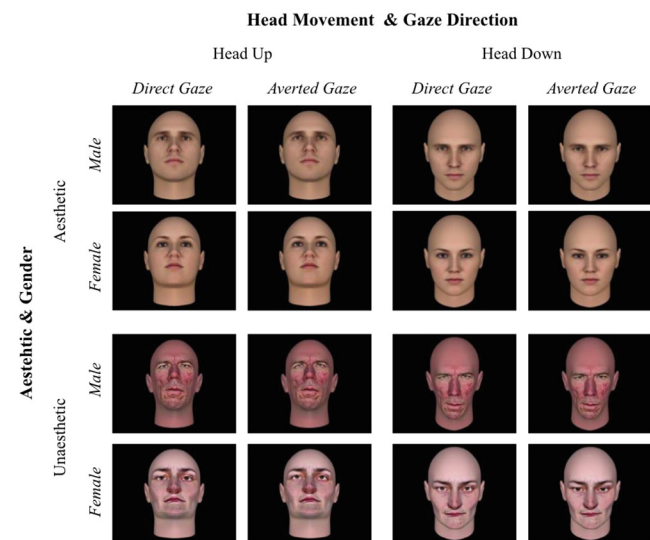 Head Movement & Gaze Direction
Head Up
Head Down
Direct Gaze
Averted Gaze
Direct Gaze
Averted Gaze
Aestehtic & Gender
Aesthetic
Male
Female
Unaesthetic
Male
Female